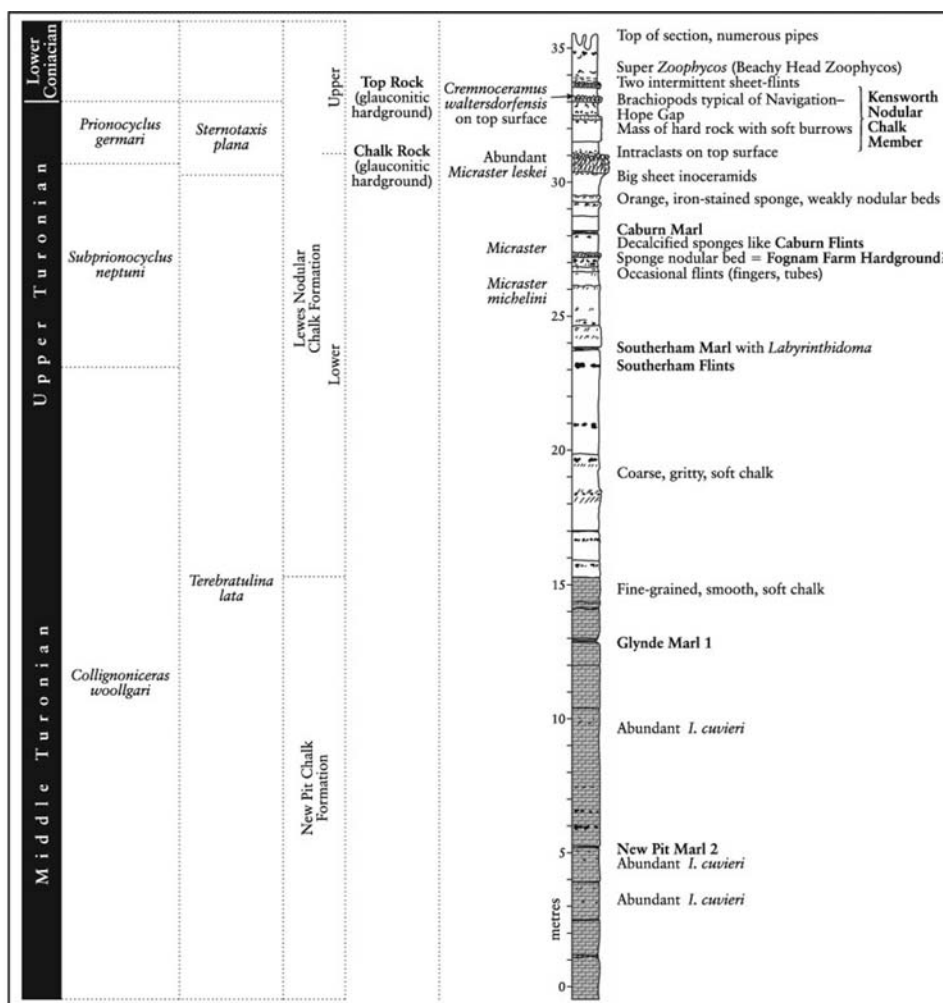 Lower
Coniacian
Upper Turonian
Middle Turonian
Prionocyclus
germari
Subprionocyclus
neptuni
Collignoniceras
woollgari
Sternotaxis
plana
Terebratulina
lata
Upper
Lewes Nodular
Chalk Formation
Lower
New Pit Chalk
Formation
Top Rock
(glauconitic
hardground)
Chalk Rock
(glauconitic
hardground)
Cremnoceramus
waltersdorfensis
on top surface
Abundant
Micraster leskei
Micraster
Micraster
michelini
35
30
25
20
15
10
5
0
metres
Top of section, numerous pipes
Super Zoophycos (Beachy Head Zoophycos)
Two intermittent sheet-flints
Brachiopods typical of Navigation–
Hope Gap
Mass of hard rock with soft burrows
Kensworth
Nodular
Chalk
Member
Intraclasts on top surface
Big sheet inoceramids
Orange, iron-stained sponge, weakly nodular beds
Caburn Marl
Decalcified sponges like Caburn Flints
Sponge nodular bed = Fognam Farm Hardground?
Occasional flints (fingers, tubes)
Southerham Marl with Labyrinthidoma
Southerham Flints
Coarse, gritty, soft chalk
Fine-grained, smooth, soft chalk
Glynde Marl 1
Abundant I. cuvieri
New Pit Marl 2
Abundant I. cuvieri
Abundant I. cuvieri